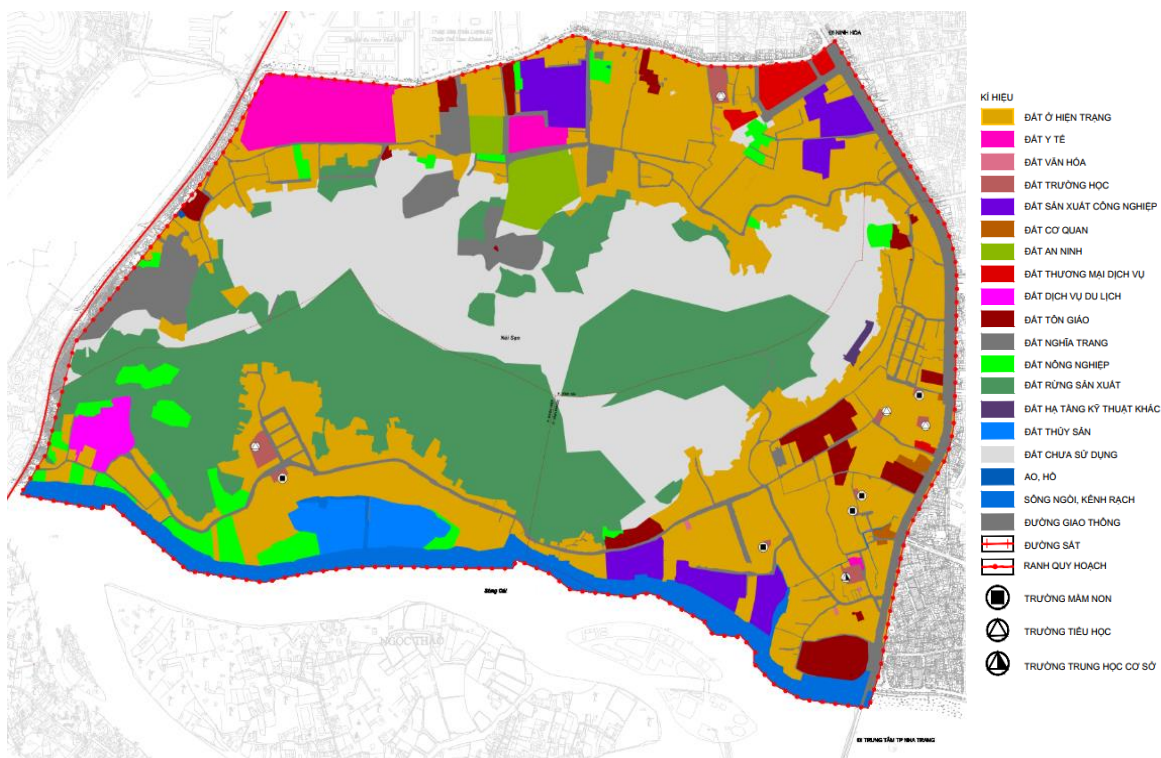 ĐI NINH HÒA
Núi Sạn
Sông Cái
NGỌC THẢO
ĐI TRUNG TÂM TP NHA TRANG
KÍ HIỆU
ĐẤT Ở HIỆN TRẠNG
ĐẤT Y TẾ
ĐẤT VĂN HÓA
ĐẤT TRƯỜNG HỌC
ĐẤT SẢN XUẤT CÔNG NGHIỆP
ĐẤT CƠ QUAN
ĐẤT AN NINH
ĐẤT THƯƠNG MẠI DỊCH VỤ
ĐẤT DỊCH VỤ DU LỊCH
ĐẤT TÔN GIÁO
ĐẤT NGHĨA TRANG
ĐẤT NÔNG NGHIỆP
ĐẤT RỪNG SẢN XUẤT
ĐẤT HẠ TẦNG KỸ THUẬT KHÁC
ĐẤT THỦY SẢN
ĐẤT CHƯA SỬ DỤNG
AO, HỒ
SÔNG NGÒI, KÊNH RẠCH
ĐƯỜNG GIAO THÔNG
ĐƯỜNG SẮT
RANH QUY HOẠCH
TRƯỜNG MẦM NON
TRƯỜNG TIỂU HỌC
TRƯỜNG TRUNG HỌC CƠ SỞ